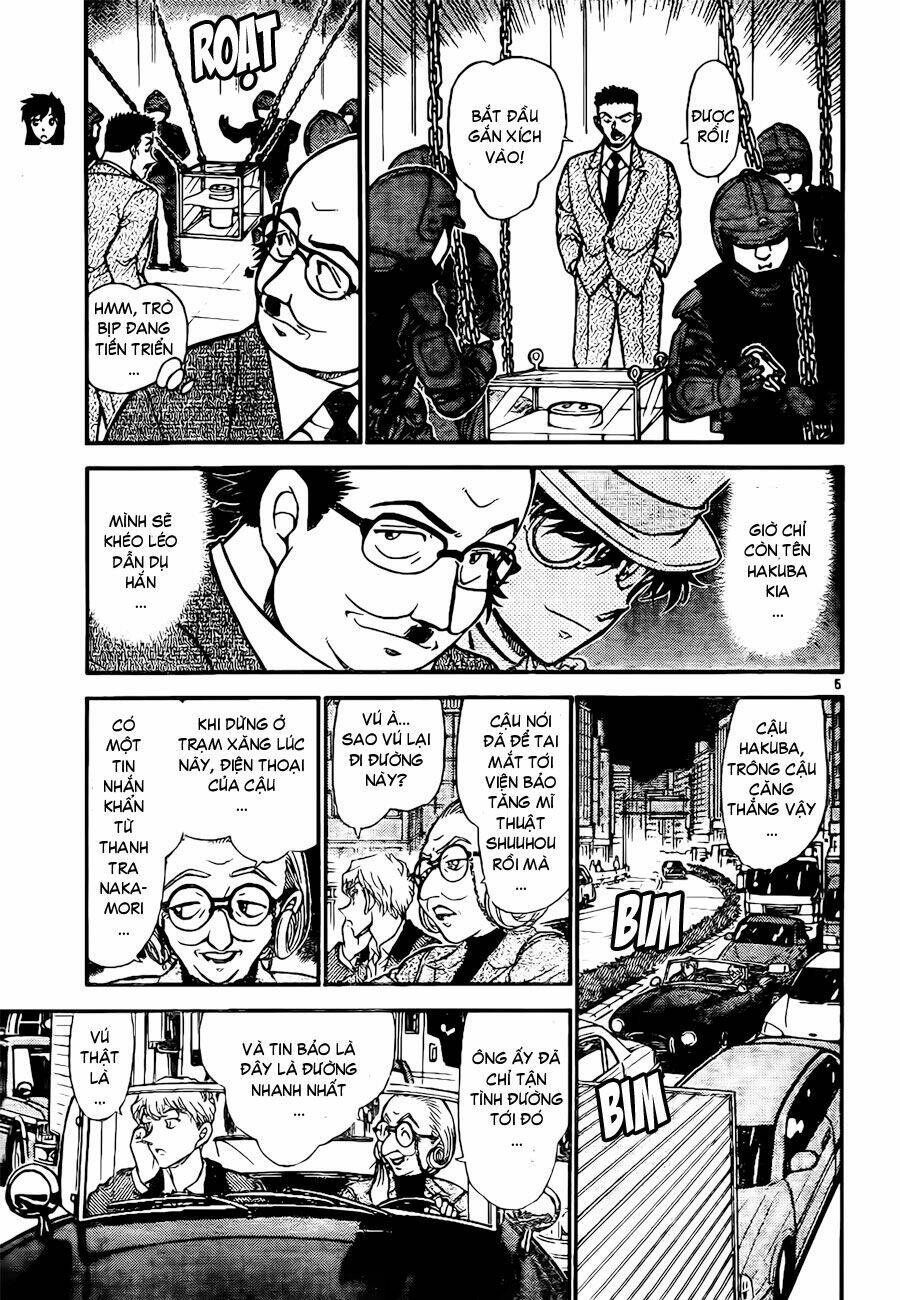 ĐƯỢC
RỒI!
BẮT ĐẦU
GẮN XÍCH
VÀO!
ROẠT
HMM, TRÒ
BỊP ĐANG
TIẾN TRIỂN
...
GIỜ CHỈ
CÒN TÊN
HAKUBA
KIA
...
MÌNH SẼ
KHÉO LÉO
DẪN DỤ
HẮN
...
6
CẬU
HAKUBA,
TRÔNG CẬU
CĂNG
THẲNG VẬY
...
BIM
BIM
CẬU NÓI
ĐÃ ĐỂ TAI
MẮT TỚI
VIỆN BẢO
TĂNG MĨ
THUẬT
SHUUHOU
RỒI MÀ
...
VÚ À...
SAO VÚ LẠI
ĐI ĐƯỜNG
NÀY?
KHI DỪNG Ở
TRẠM XĂNG LÚC
NÃY, ĐIỆN THOẠI
CỦA CẬU
...
CÓ
MỘT
TIN
NHẮN
KHẨN
TỪ
THANH
TRA
NAKA-
MORI
...
ÔNG ẤY ĐÃ
CHỈ TẬN
TÌNH ĐƯỜNG
TỚI ĐÓ
...
VÀ TIN BẢO LÀ
ĐÂY LÀ ĐƯỜNG
NHANH NHẤT
...
VÚ
THẬT
LÀ
...